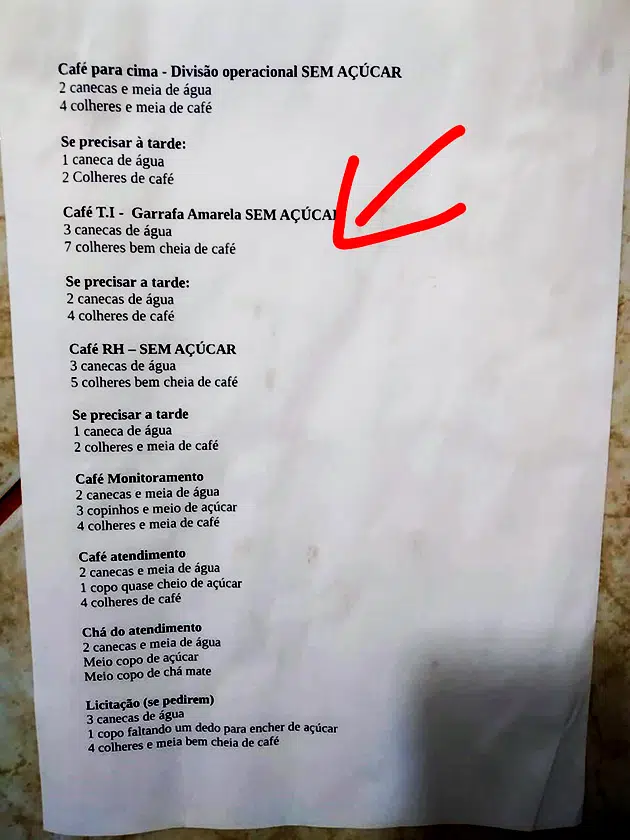 Café para cima - Divisão operacional SEM AÇÚCAR
2 canecas e meia de água
4 colheres e meia de café
Se precisar à tarde:
1 caneca de água
2 Colheres de café
Café T.I - Garrafa Amarela SEM AÇÚCAR
3 canecas de água
7 colheres bem cheia de café
Se precisar a tarde:
2 canecas de água
4 colheres de café
Café RH – SEM AÇÚCAR
3 canecas de água
5 colheres bem cheia de café
Se precisar a tarde
1 caneca de água
2 colheres e meia de café
Café Monitoramento
2 canecas e meia de água
3 copinhos e meio de açúcar
4 colheres e meia de café
Café atendimento
2 canecas e meia de água
1 copo quase cheio de açúcar
4 colheres de café
Chá do atendimento
2 canecas e meia de água
Meio copo de açúcar
Meio copo de chá mate
Licitação (se pedirem)
3 canecas de água
1 copo faltando um dedo para encher de açúcar
4 colheres e meia bem cheia de café